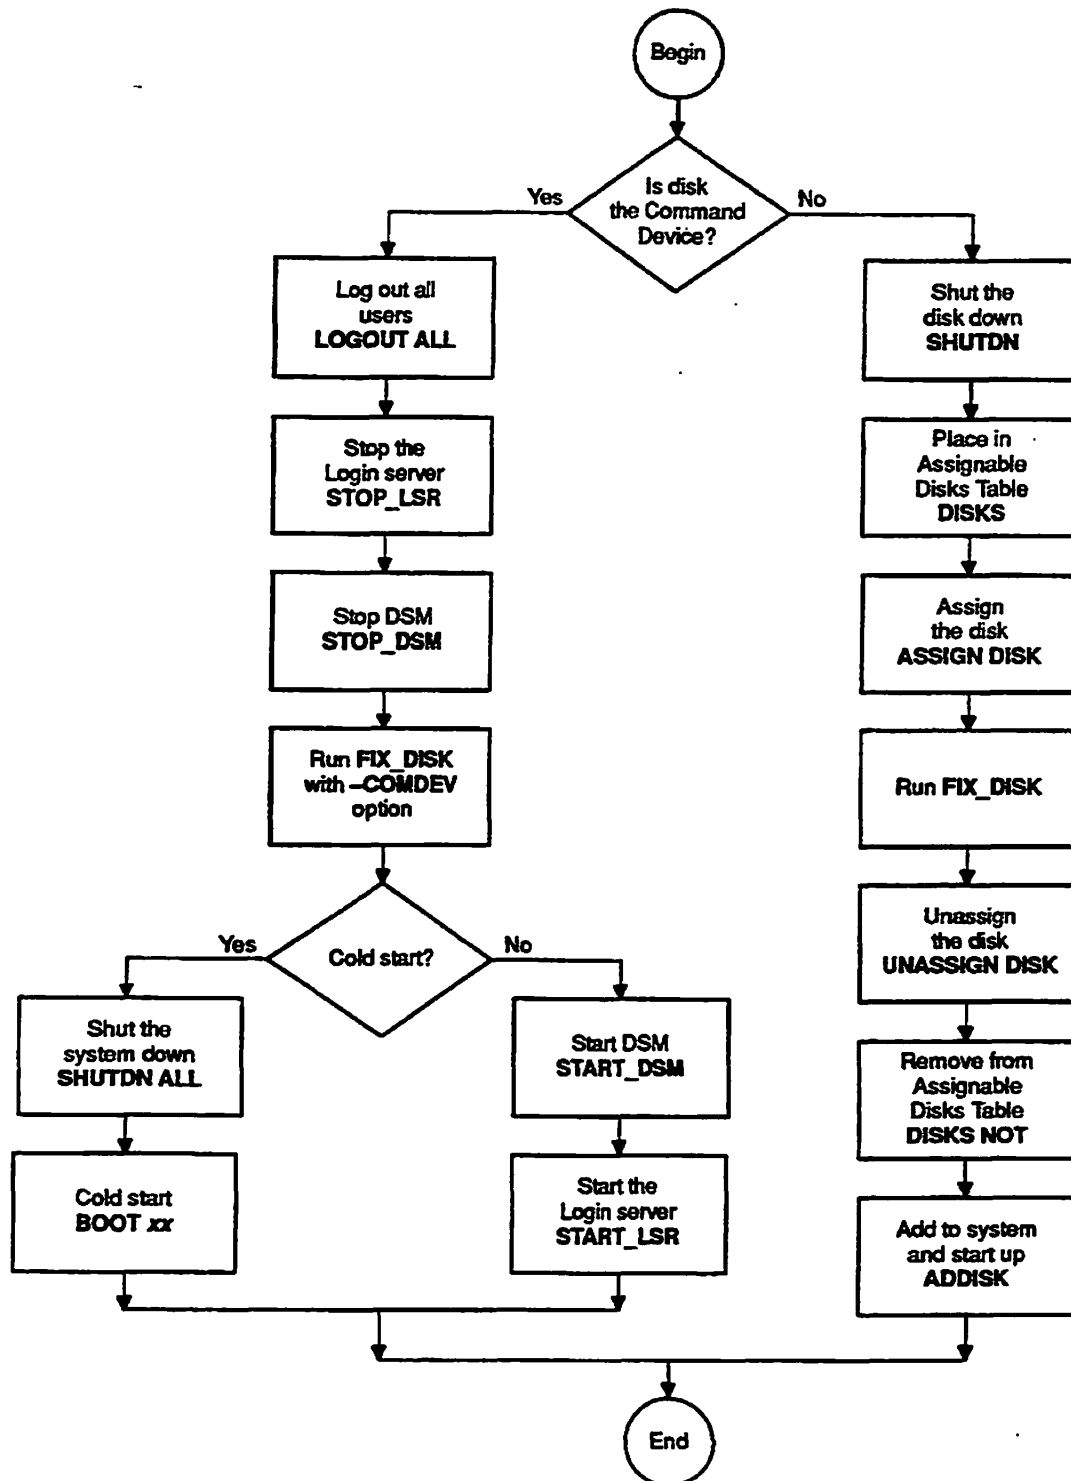 Begin
Is disk
the Command
Device?
Yes
No
Log out all
users
LOGOUT ALL
Stop the
Login server
STOP_LSR
Stop DSM
STOP_DSM
Run FIX_DISK
with –COMDEV
option
Cold start?
Yes
No
Shut the
system down
SHUTDN ALL
Cold start
BOOT xx
Start DSM
START_DSM
Start the
Login server
START_LSR
Shut the
disk down
SHUTDN
Place in
Assignable
Disks Table
DISKS
Assign
the disk
ASSIGN DISK
Run FIX_DISK
Unassign
the disk
UNASSIGN DISK
Remove from
Assignable
Disks Table
DISKS NOT
Add to system
and start up
ADDISK
End